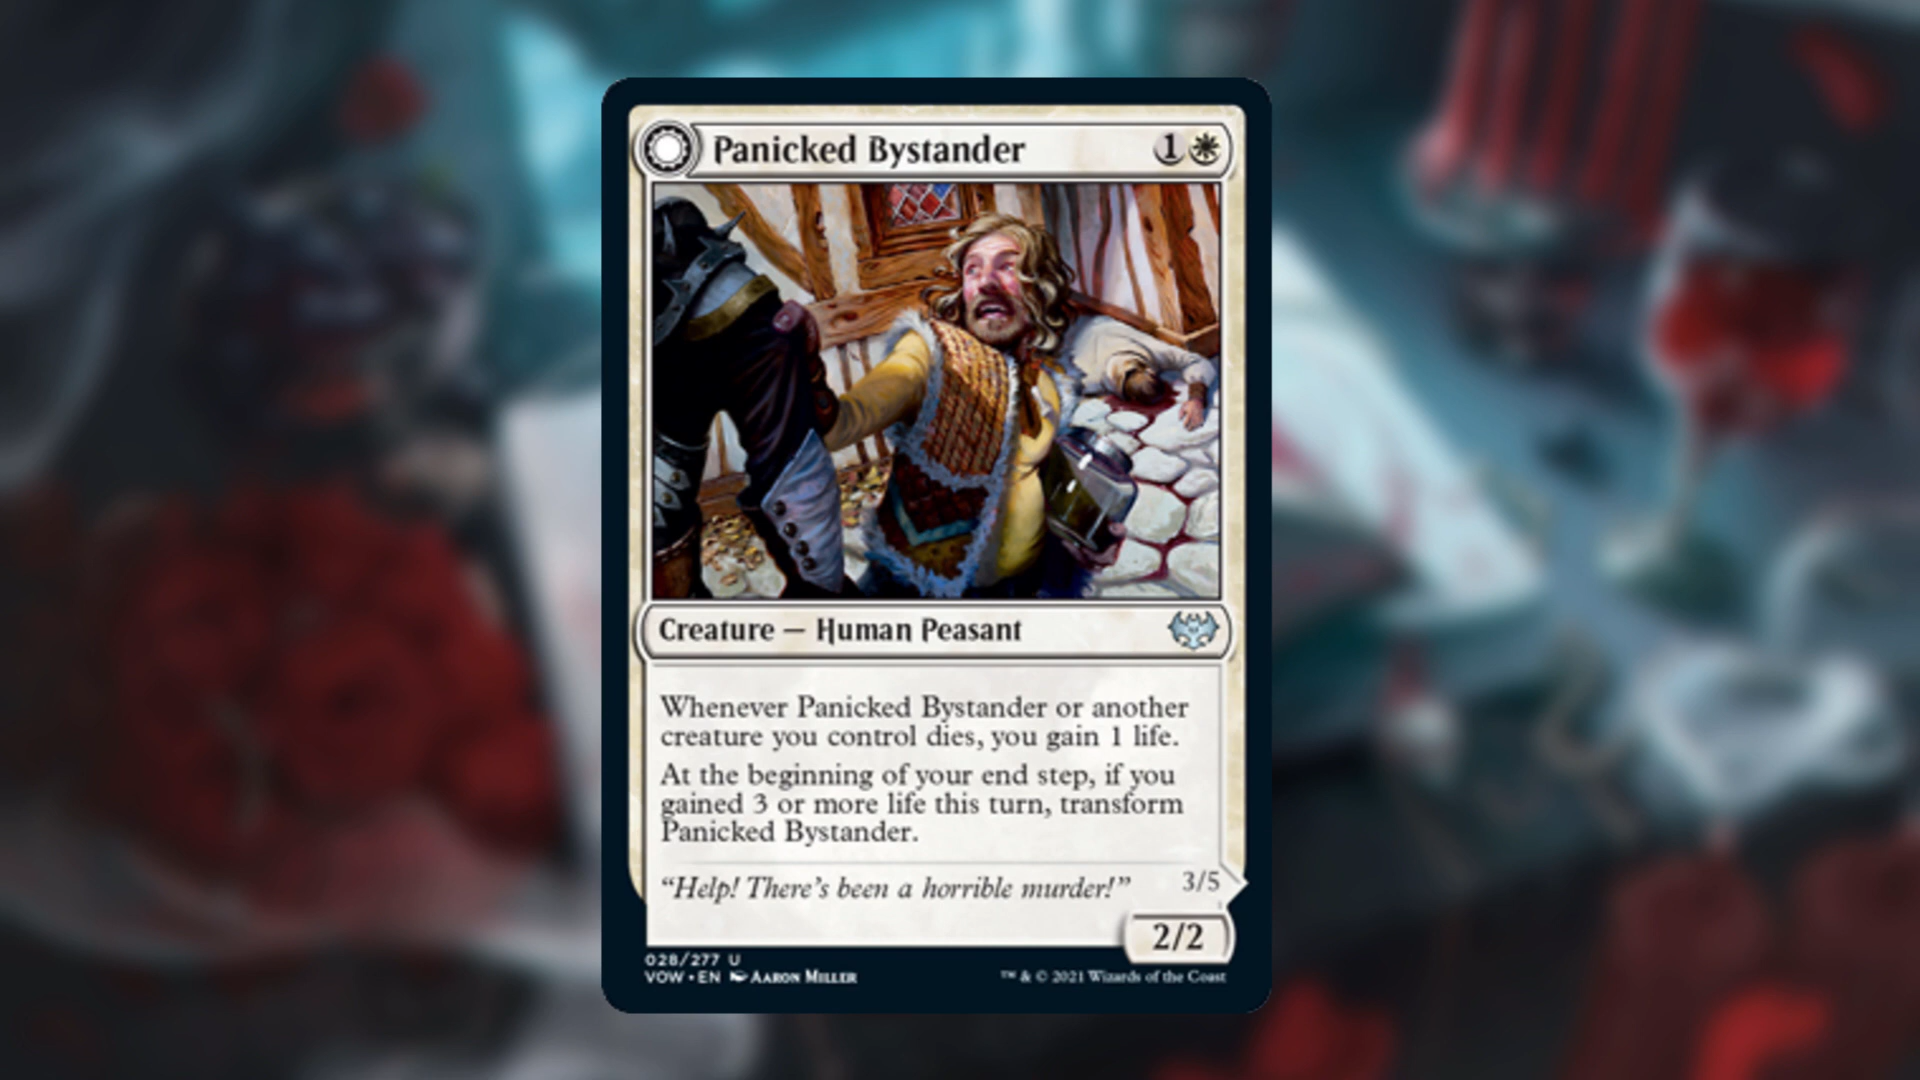 Panicked Bystander 1
Creature — Human Peasant
Whenever Panicked Bystander or another
creature you control dies, you gain 1 life.
At the beginning of your end step, if you
gained 3 or more life this turn, transform
Panicked Bystander.
“Help! There’s been a horrible murder!” 3/5
2/2
028/277 U
VOW • EN Aaron Miller ™ & © 2021 Wizards of the Coast